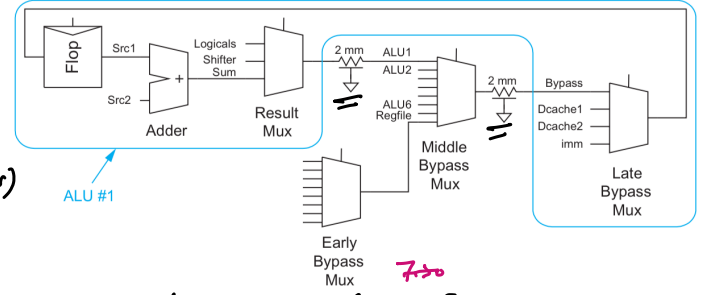 Flop
Src1
Src2
+
Adder
Logicals
Shifter
Sum
Result
Mux
2 mm
ALU1
ALU2
ALU6
Regfile
Middle
Bypass
Mux
2 mm
Bypass
Dcache1
Dcache2
imm
Late
Bypass
Mux
ALU #1
Early
Bypass
Mux